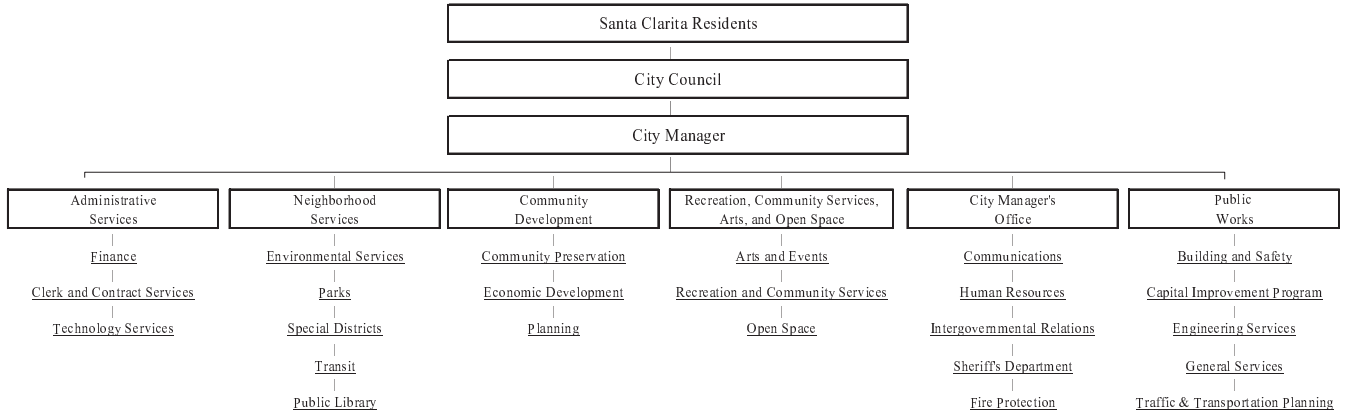 Santa Clarita Residents
City Council
City Manager
Administrative
Services
Finance
Clerk and Contract Services
Technology Services
Neighborhood
Services
Environmental Services
Parks
Special Districts
Transit
Public Library
Community
Development
Community Preservation
Economic Development
Planning
Recreation, Community Services,
Arts, and Open Space
Arts and Events
Recreation and Community Services
Open Space
City Manager's
Office
Communications
Human Resources
Intergovernmental Relations
Sheriff's Department
Fire Protection
Public
Works
Building and Safety
Capital Improvement Program
Engineering Services
General Services
Traffic & Transportation Planning